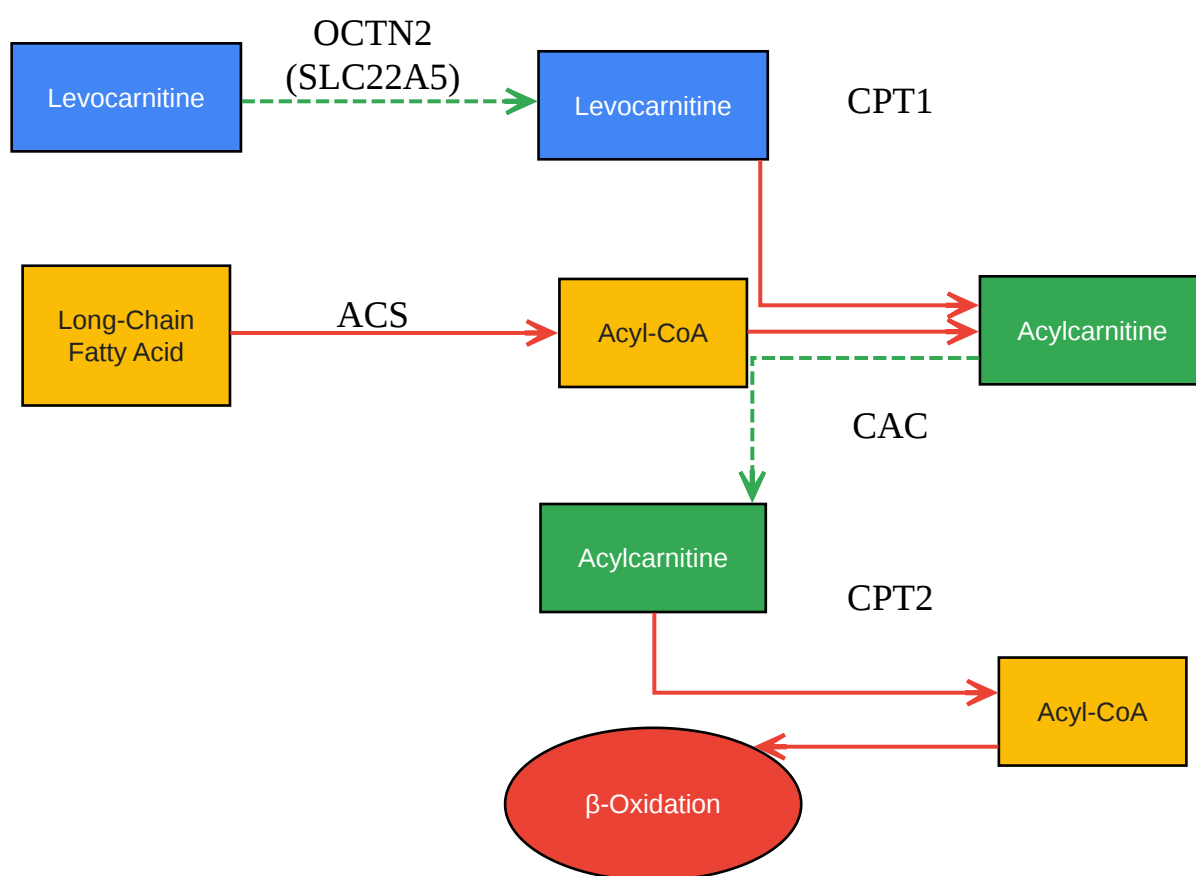 OCTN2
(SLC22A5)
Levocarnitine
Levocarnitine
CPT1
Long-Chain
Fatty Acid
ACS
Acyl-CoA
Acylcarnitine
CAC
Acylcarnitine
CPT2
Acyl-CoA
β-Oxidation